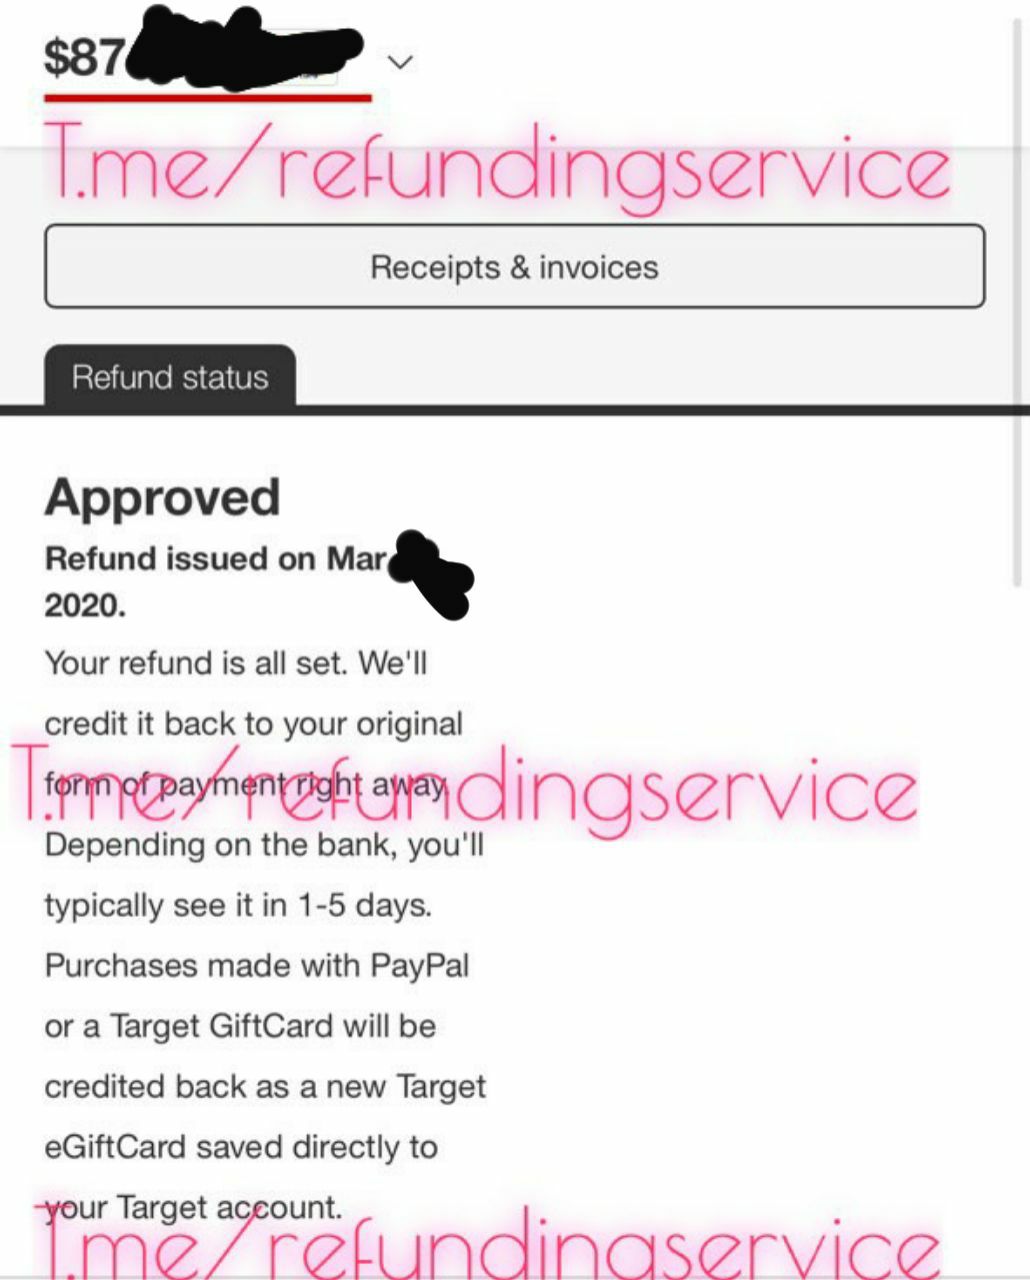 $87
T.me/refundingservice
Receipts & invoices
Refund status
Approved
Refund issued on Mar
2020.
Your refund is all set. We'll
credit it back to your original
T.me/refundingservice
form of payment right away.
Depending on the bank, you'll
typically see it in 1-5 days.
Purchases made with PayPal
or a Target GiftCard will be
credited back as a new Target
eGiftCard saved directly to
your Target account.
T.me/refundingservice